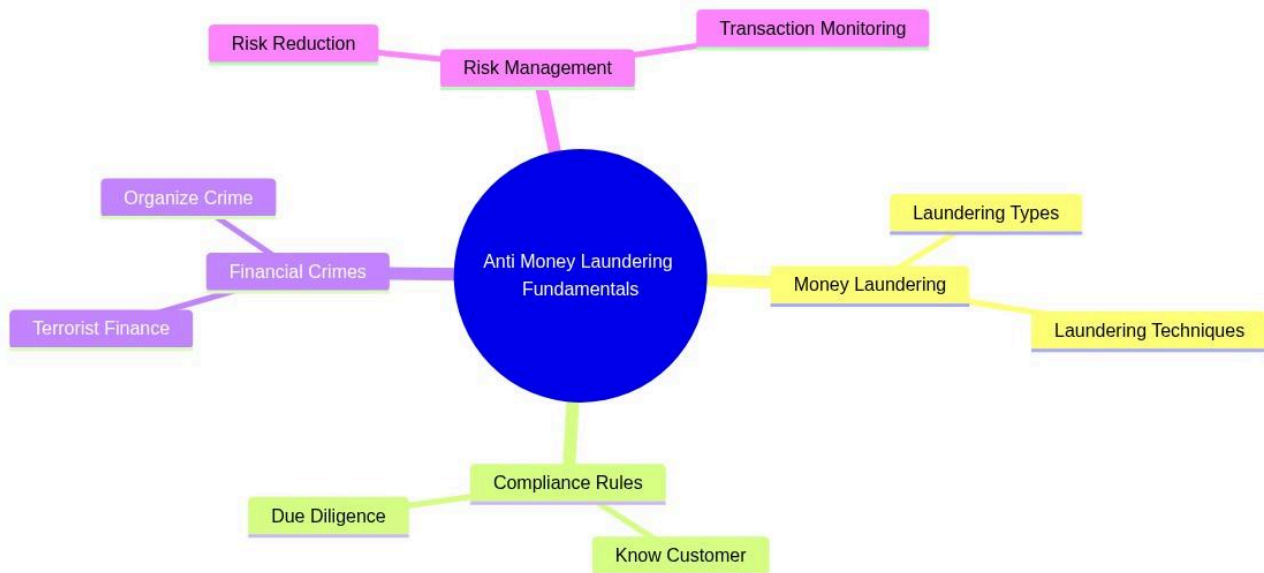 Transaction Monitoring
Risk Reduction
Risk Management
Organize Crime
Laundering Types
Anti Money Laundering
Fundamentals
Financial Crimes
Money Laundering
Terrorist Finance
Laundering Techniques
Compliance Rules
Due Diligence
Know Customer